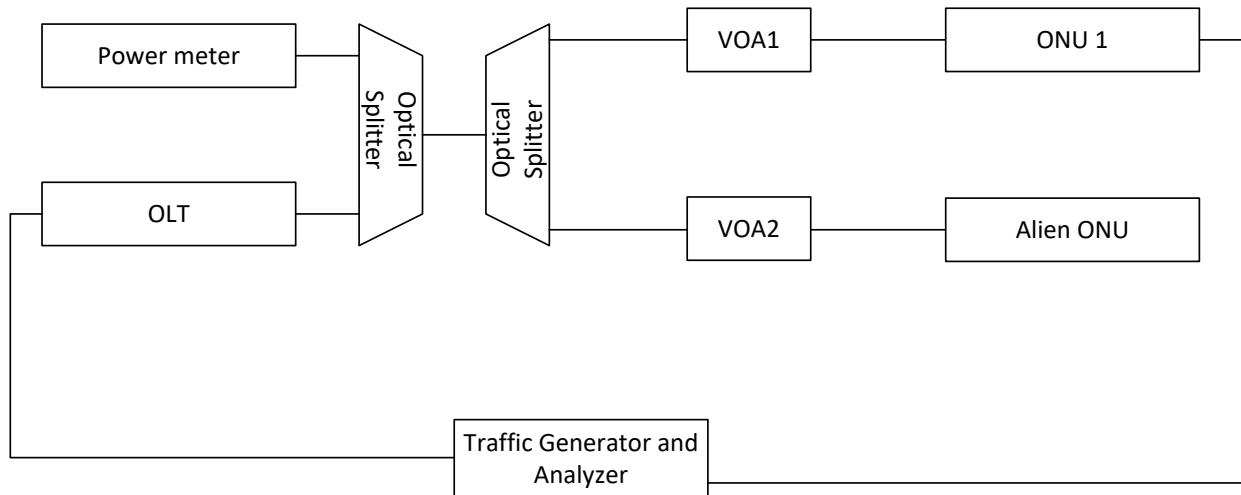 Power meter
Optical
Splitter
Optical
Splitter
VOA1
ONU 1
OLT
VOA2
Alien ONU
Traffic Generator and
Analyzer